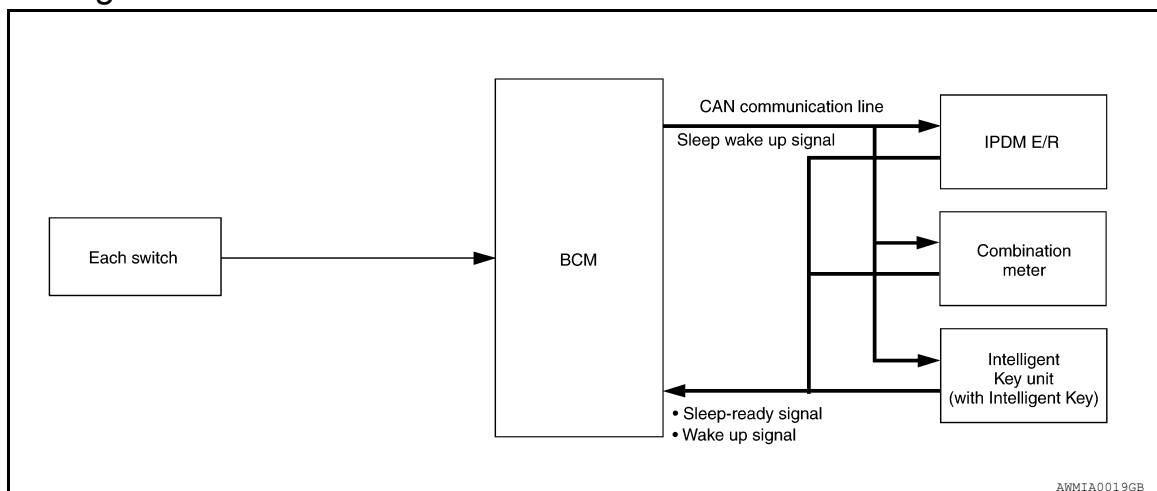 CAN communication line
Sleep wake up signal
IPDM E/R
Each switch
BCM
Combination
meter
Intelligent
Key unit
(with Intelligent Key)
• Sleep-ready signal
• Wake up signal
AWMIA0019GB